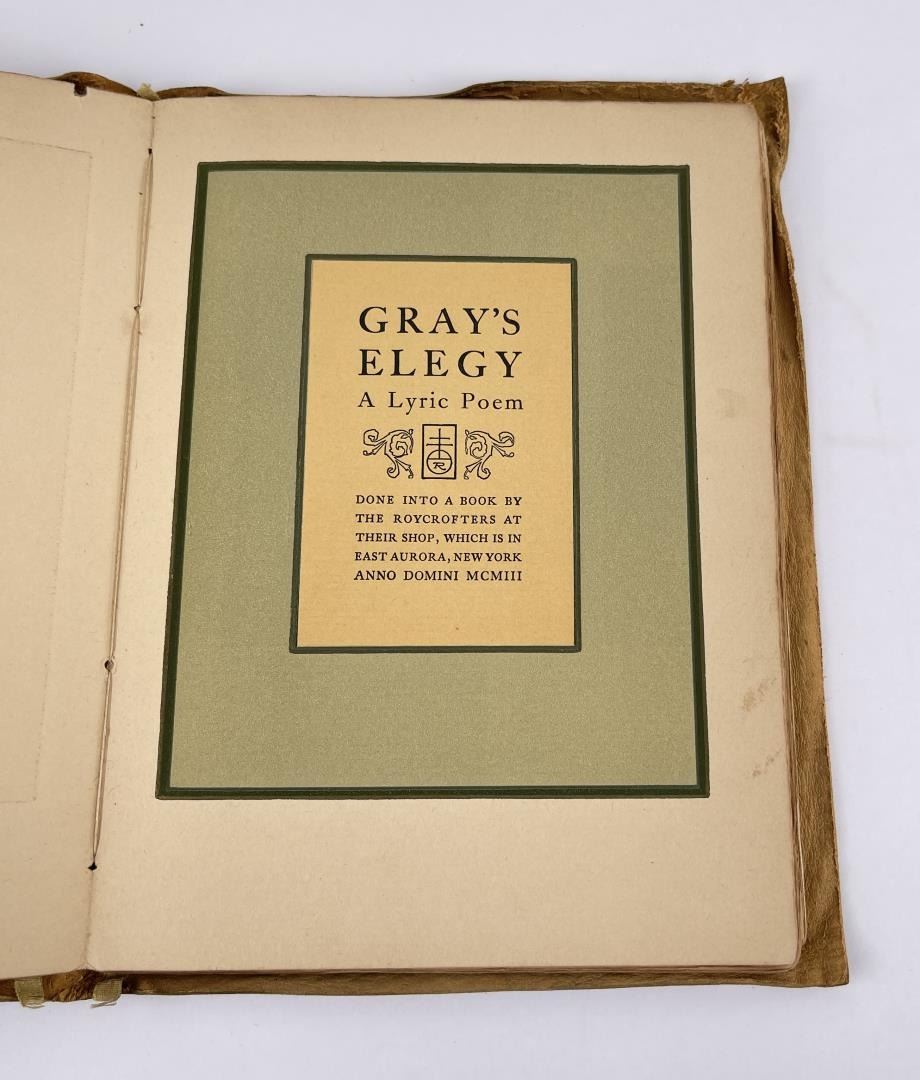 GRAY'S
ELEGY
A Lyric Poem
R
DONE INTO A BOOK BY
THE ROYCROFTERS AT
THEIR SHOP, WHICH IS IN
EAST AURORA, NEW YORK
ANNO DOMINI MCMIII